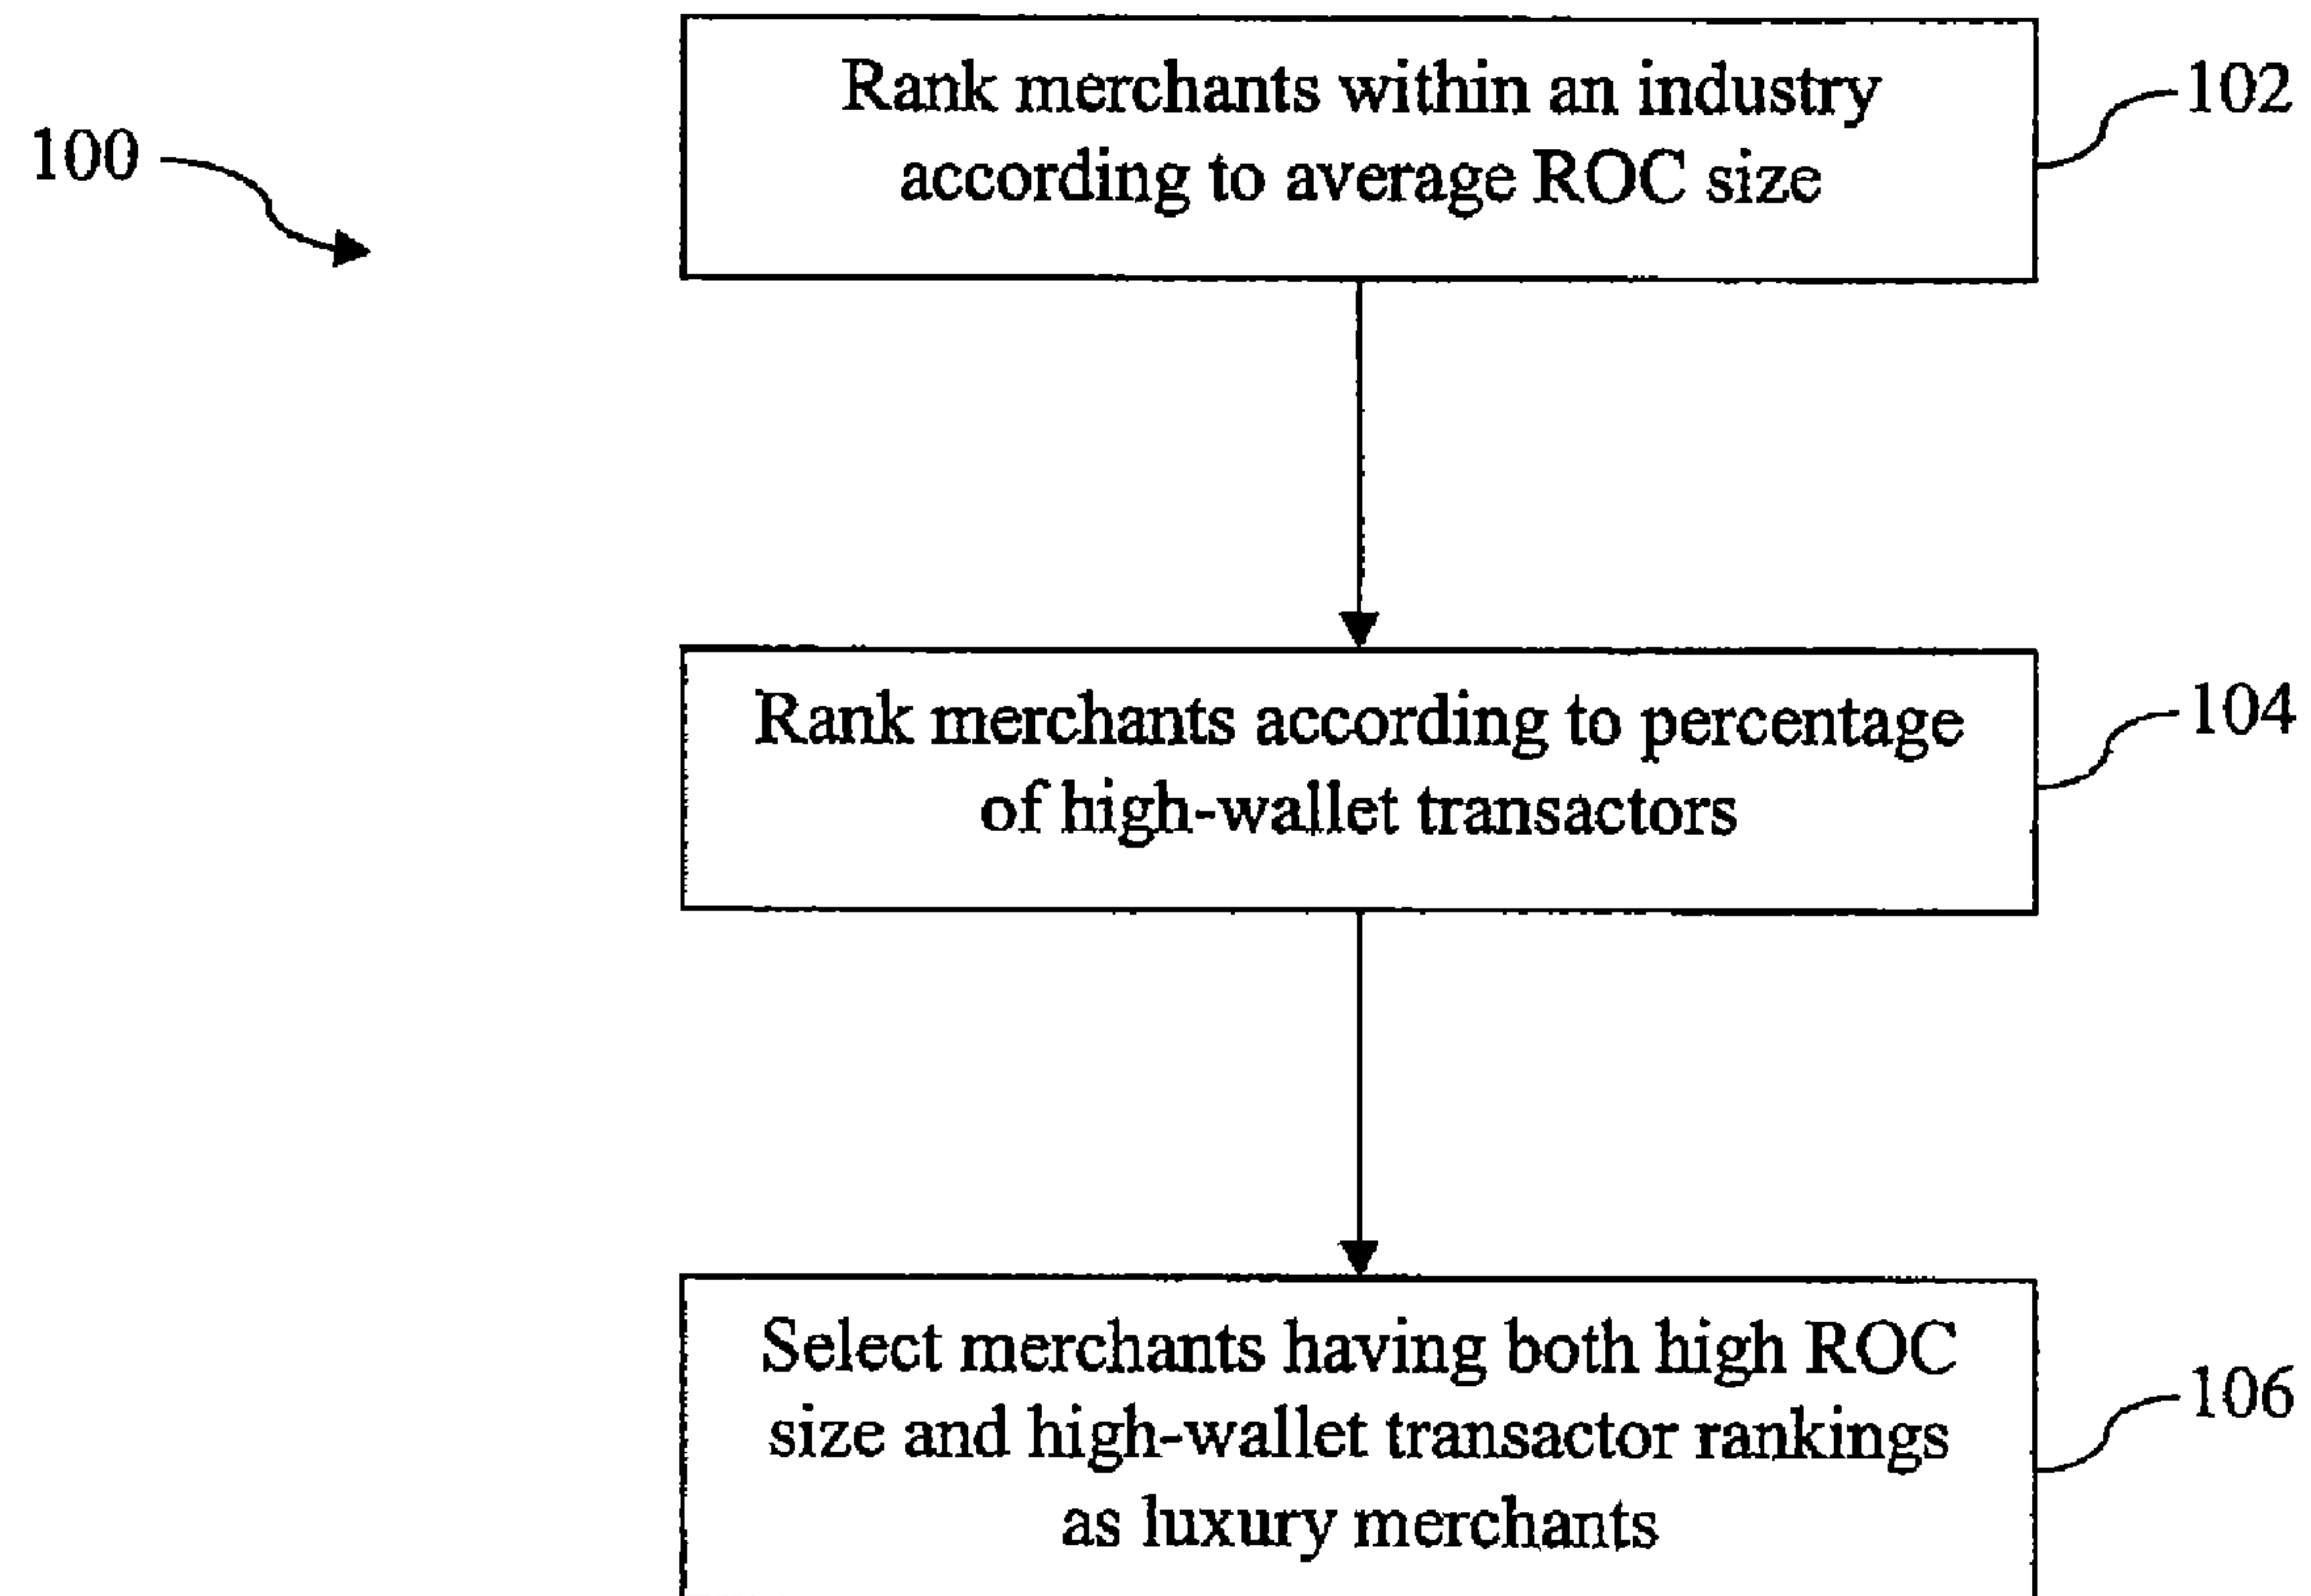 100
Rank merchants within an industry
according to average ROC size
102
Rank merchants according to percentage
of high-wallet transactors
104
Select merchants having both high ROC
size and high-wallet transactor rankings
as luxury merchants
106